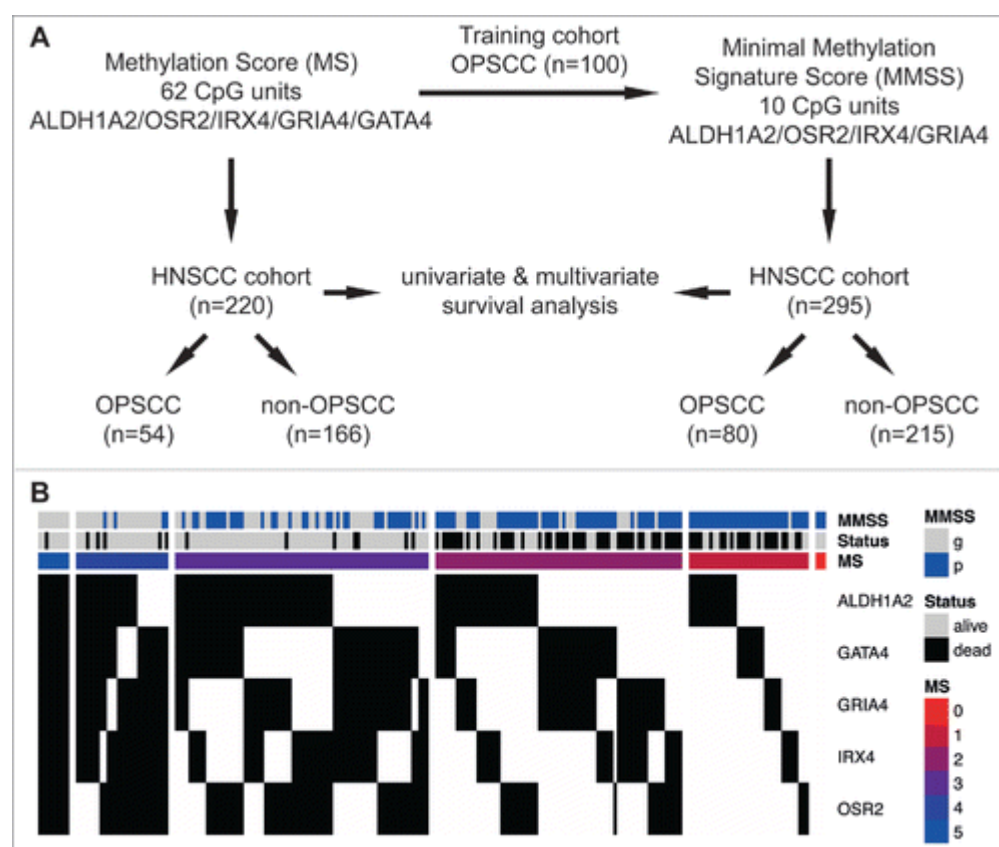 A
Methylation Score (MS)
62 CpG units
ALDH1A2/OSR2/IRX4/GRIA4/GATA4
Training cohort
OPSCC (n=100)
Minimal Methylation
Signature Score (MMSS)
10 CpG units
ALDH1A2/OSR2/IRX4/GRIA4
HNSCC cohort
(n=220)
univariate & multivariate
survival analysis
HNSCC cohort
(n=295)
OPSCC
(n=54)
non-OPSCC
(n=166)
OPSCC
(n=80)
non-OPSCC
(n=215)
B
MMSS
Status
MS
ALDH1A2
GATA4
GRIA4
IRX4
OSR2
MMSS
g
p
Status
alive
dead
MS
0
1
2
3
4
5